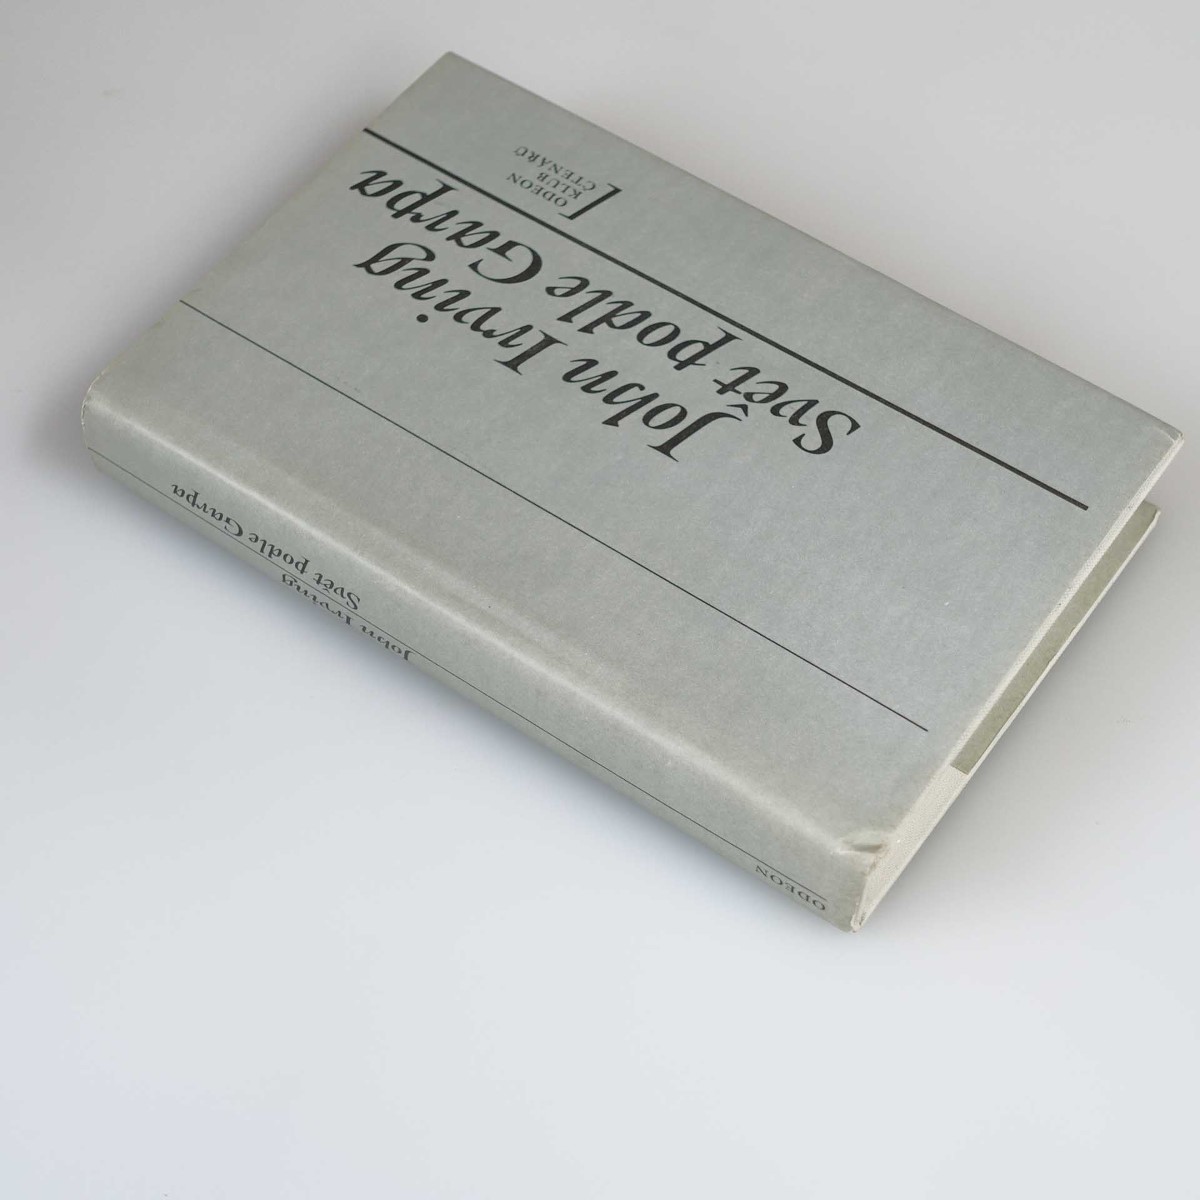 John Irving
Svět podle Garpa
ODEON
KLUB
ČTENÁŘŮ
John Irving
Svět podle Garpa
ODEON